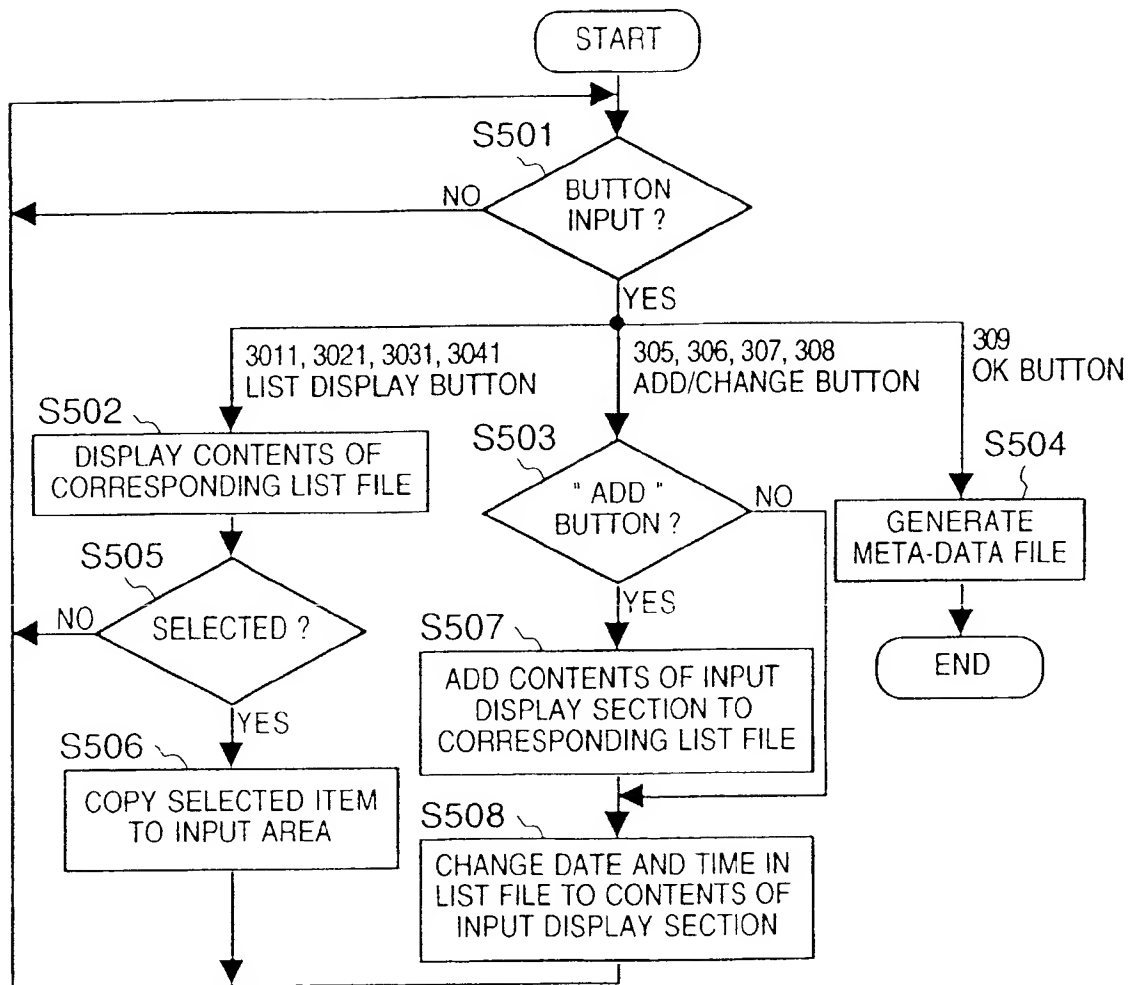 START
S501
NO
BUTTON
INPUT ?
YES
3011, 3021, 3031, 3041
LIST DISPLAY BUTTON
305, 306, 307, 308
ADD/CHANGE BUTTON
309
OK BUTTON
S502
DISPLAY CONTENTS OF
CORRESPONDING LIST FILE
S503
" ADD "
BUTTON ?
NO
S504
GENERATE
META-DATA FILE
S505
NO
SELECTED ?
YES
YES
END
S507
ADD CONTENTS OF INPUT
DISPLAY SECTION TO
CORRESPONDING LIST FILE
S506
COPY SELECTED ITEM
TO INPUT AREA
S508
CHANGE DATE AND TIME IN
LIST FILE TO CONTENTS OF
INPUT DISPLAY SECTION